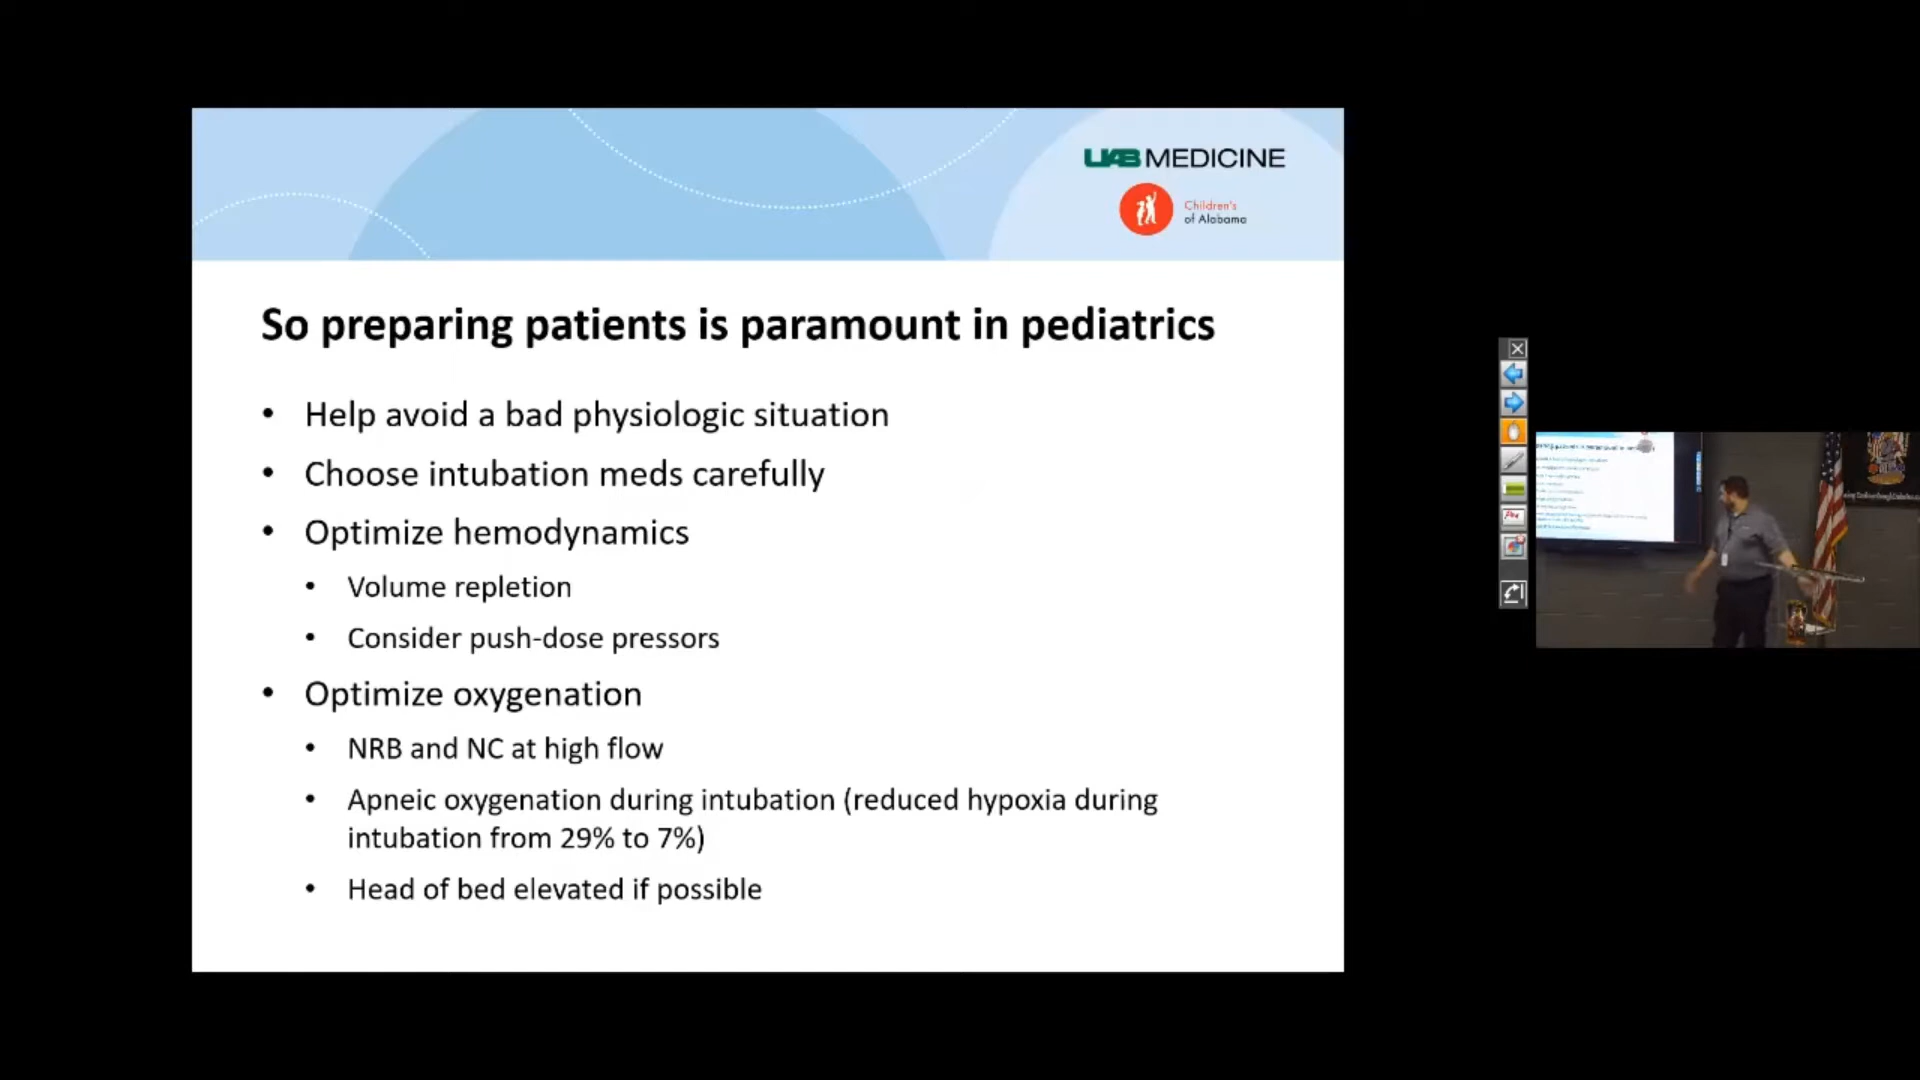 UAB MEDICINE
Children's
of Alabama
So preparing patients is paramount in pediatrics
• Help avoid a bad physiologic situation
• Choose intubation meds carefully
• Optimize hemodynamics
• Volume repletion
• Consider push-dose pressors
• Optimize oxygenation
• NRB and NC at high flow
• Apneic oxygenation during intubation (reduced hypoxia during
intubation from 29% to 7%)
• Head of bed elevated if possible